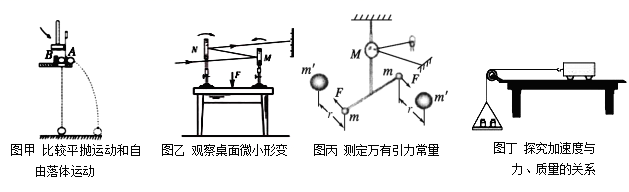 B A
N M F
M m' F m r m F m' r
图甲 比较平抛运动和自
由落体运动
图乙 观察桌面微小形变
图丙 测定万有引力常量
图丁 探究加速度与
力、质量的关系